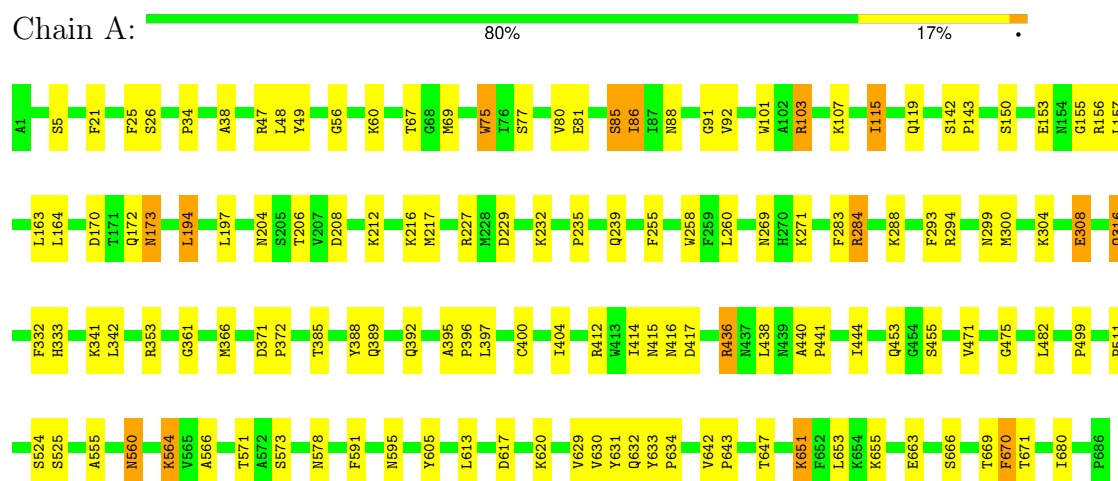 Chain A:
80% 17% •
A1 S5 F21 F25 S26 P34 A38 R47 L48 Y49 G56 K60 T67 G68 M69 W75 I76 S77 V80 E81 S85 I86 I87 N88 G91 V92 W101 A102 R103 K107 I115 Q119 S142 P143 S150 E153 N154 G155 R156
L163 L164 D170 T171 Q172 N173 L194 L197 N204 S205 T206 V207 D208 K212 K216 M217 R227 M228 D229 K232 P235 Q239 F255 W258 F259 L260 N269 H270 K271 F283 R284 K288 F293 R294 N299 M300 K304 E308
F332 H333 K341 L342 R353 G361 M366 D371 P372 T385 Y388 Q389 Q392 A395 P396 L397 C400 I404 R412 W413 I414 N415 N416 D417 R436 N437 L438 N439 A440 P441 I444 Q453 G454 S455 V471 G475 L482 P499
S524 S525 A555 N560 K564 V565 A566 T571 A572 S573 N578 F591 N595 Y605 L613 D617 K620 V629 V630 Y631 Q632 Y633 P634 V642 P643 T647 K651 F652 L653 K654 K655 E663 S666 T669 F670 T671 I680 P686